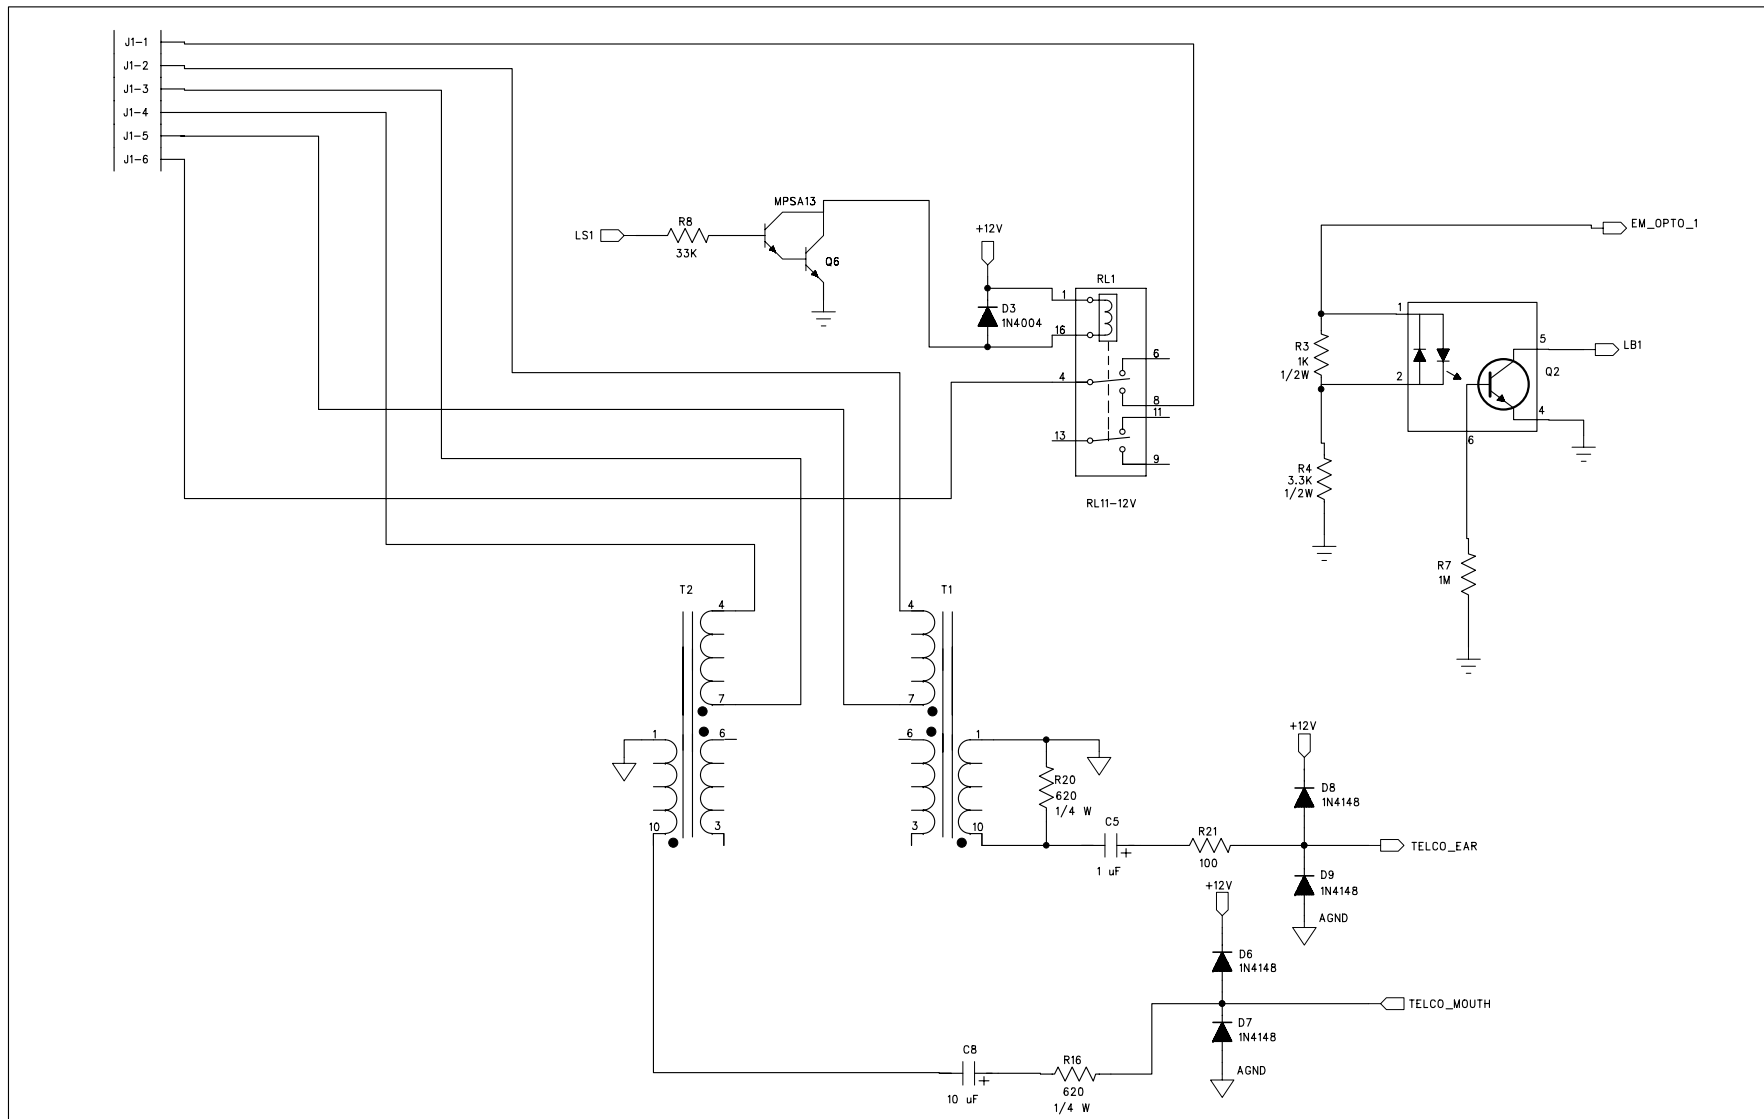 J1-1
J1-2
J1-3
J1-4
J1-5
J1-6
MPSA13
LS1
R8
33K
Q6
+12V
D3
1N4004
RL1
1
16
4
13
6
8
11
9
RL11-12V
EM_OPTO_1
R3
1K
1/2W
1
2
5
LB1
Q2
4
6
R4
3.3K
1/2W
R7
1M
T2
4
7
1
6
10
3
T1
4
7
6
1
3
10
R20
620
1/4 W
C5
+
1 uF
R21
100
+12V
D8
1N4148
TELCO_EAR
D9
1N4148
AGND
+12V
D6
1N4148
TELCO_MOUTH
D7
1N4148
AGND
C8
+
10 uF
R16
620
1/4 W